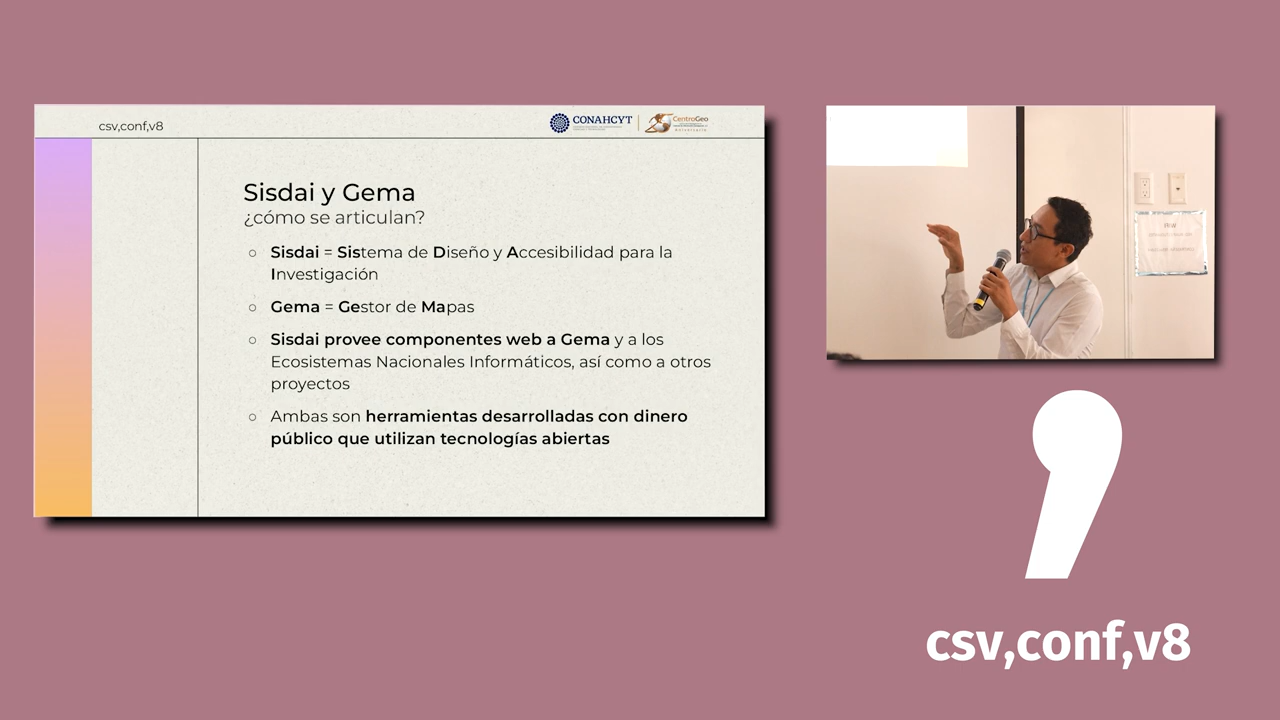 csv,conf,v8
CONAHCYT
CentroGeo
Sisdai y Gema
¿cómo se articulan?
Sisdai = Sistema de Diseño y Accesibilidad para la
Investigación
Gema = Gestor de Mapas
Sisdai provee componentes web a Gema y a los
Ecosistemas Nacionales Informáticos, así como a otros
proyectos
Ambas son herramientas desarrolladas con dinero
público que utilizan tecnologías abiertas
csv,conf,v8